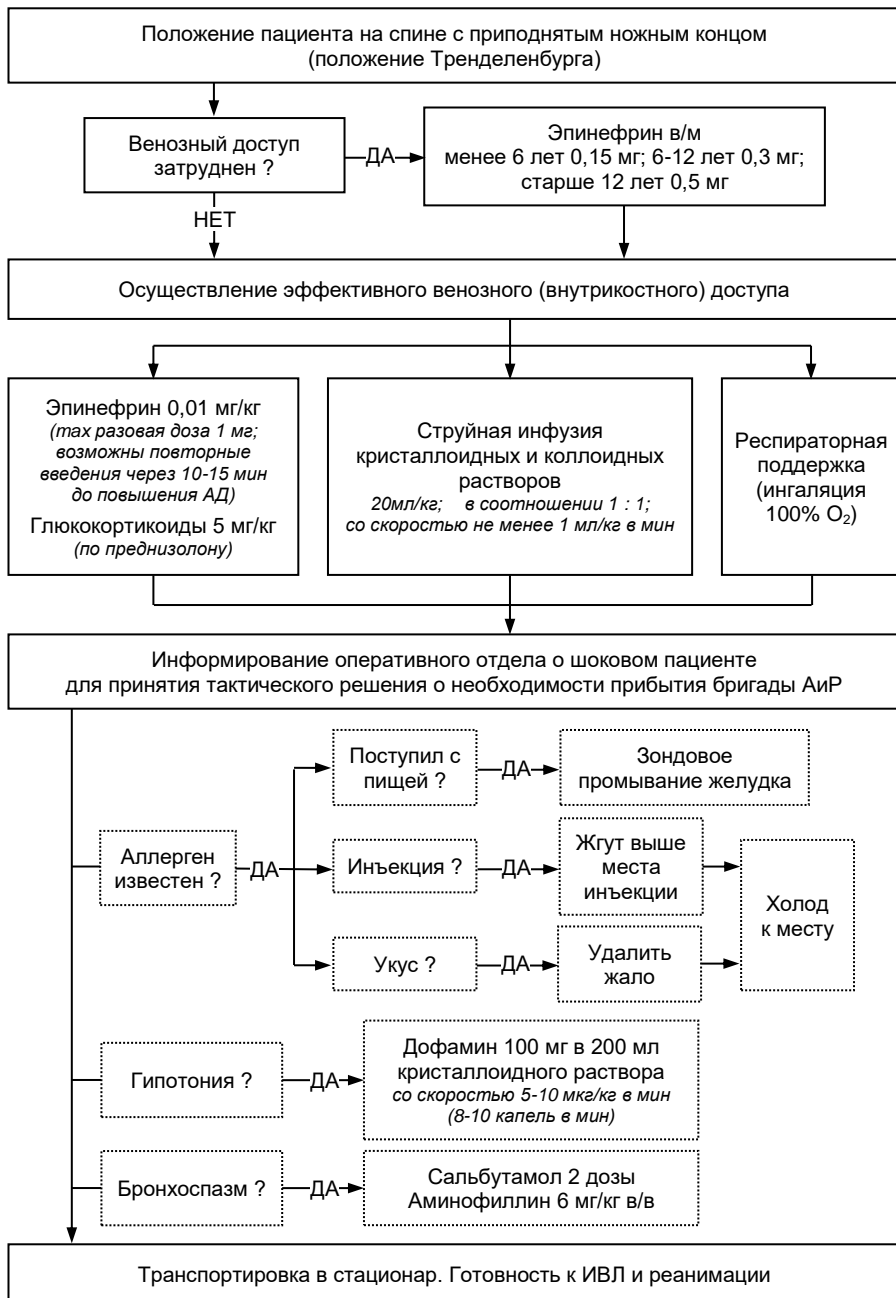 Положение пациента на спине с приподнятым ножным концом
(положение Тренделенбурга)
Венозный доступ
затруднен ?
ДА
Эпинефрин в/м
менее 6 лет 0,15 мг; 6-12 лет 0,3 мг;
старше 12 лет 0,5 мг
НЕТ
Осуществление эффективного венозного (внутрикостного) доступа
Эпинефрин 0,01 мг/кг
(max разовая доза 1 мг;
возможны повторные
введения через 10-15 мин
до повышения АД)
Глюкокортикоиды 5 мг/кг
(по преднизолону)
Струйная инфузия
кристаллоидных и коллоидных
растворов
20мл/кг; в соотношении 1 : 1;
со скоростью не менее 1 мл/кг в мин
Респираторная
поддержка
(ингаляция
100% O₂)
Информирование оперативного отдела о шоковом пациенте
для принятия тактического решения о необходимости прибытия бригады АиР
Аллерген
известен ?
ДА
Поступил с
пищей ?
ДА
Зондовое
промывание желудка
Инъекция ?
ДА
Жгут выше
места
инъекции
Укус ?
ДА
Удалить
жало
Холод
к месту
Гипотония ?
ДА
Дофамин 100 мг в 200 мл
кристаллоидного раствора
со скоростью 5-10 мкг/кг в мин
(8-10 капель в мин)
Бронхоспазм ?
ДА
Сальбутамол 2 дозы
Аминофиллин 6 мг/кг в/в
Транспортировка в стационар. Готовность к ИВЛ и реанимации